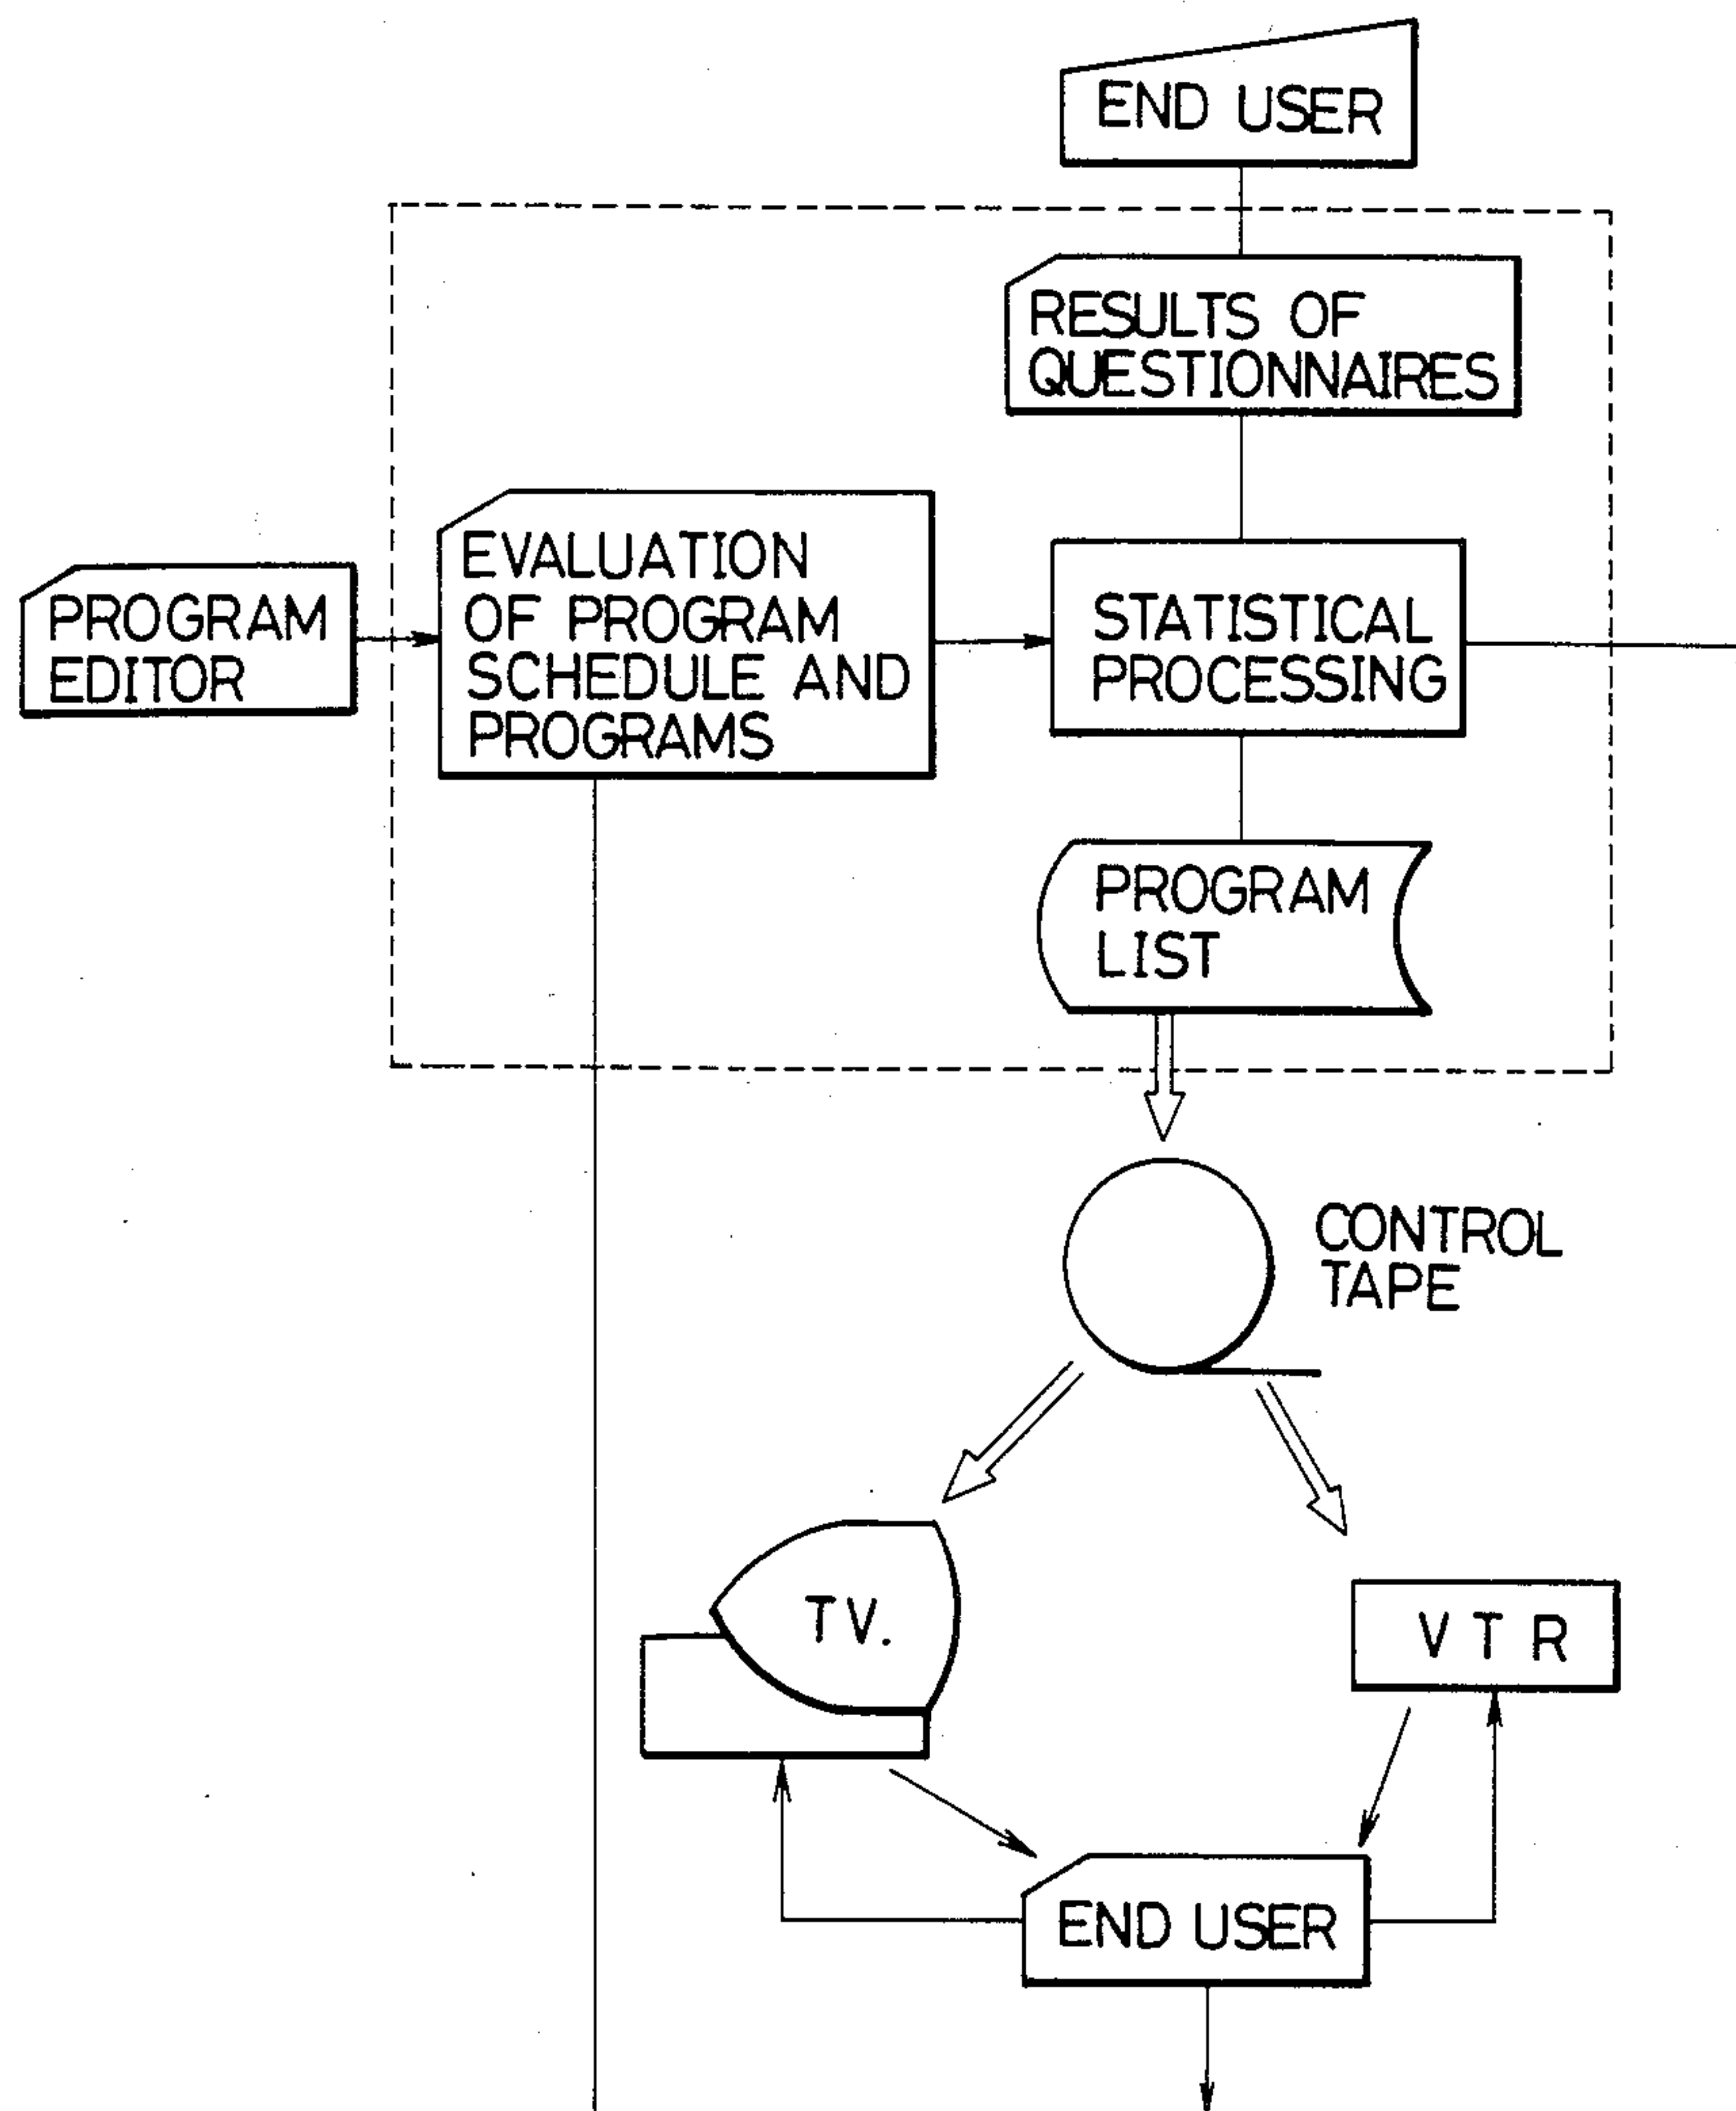 END USER
RESULTS OF
QUESTIONNAIRES
EVALUATION
OF PROGRAM
SCHEDULE AND
PROGRAMS
PROGRAM
EDITOR
STATISTICAL
PROCESSING
PROGRAM
LIST
CONTROL
TAPE
TV.
VTR
END USER